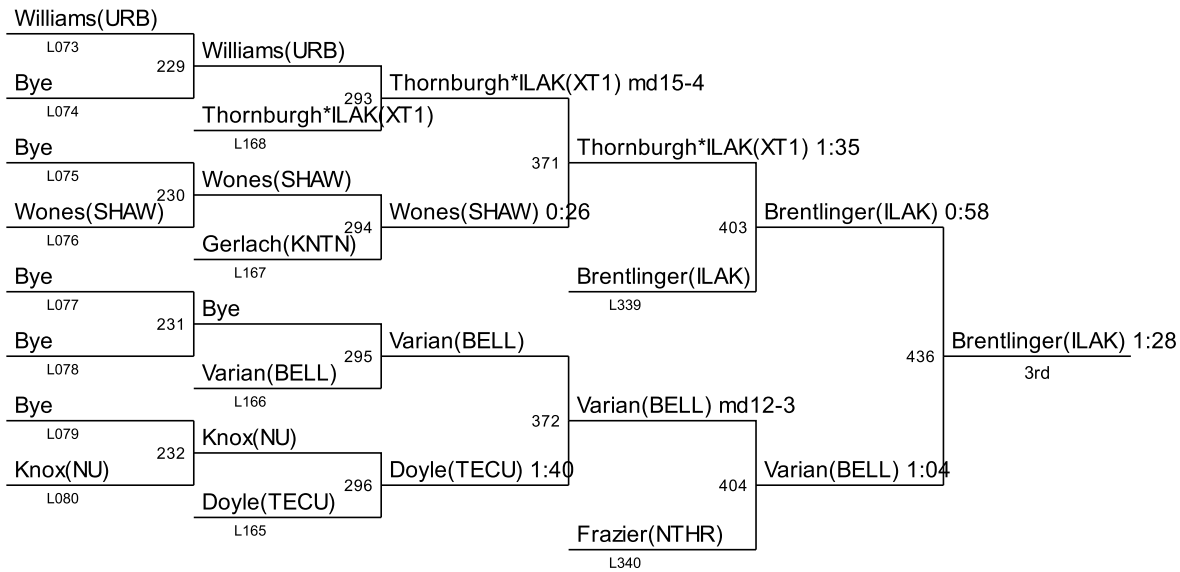 Williams(URB)
L073
229
Williams(URB)
Bye
L074
293
Thornburgh*ILAK(XT1) md15-4
Thornburgh*ILAK(XT1)
L168
Bye
L075
371
Thornburgh*ILAK(XT1) 1:35
230
Wones(SHAW)
Wones(SHAW)
L076
294
Wones(SHAW) 0:26
403
Brentlinger(ILAK) 0:58
Gerlach(KNTN)
L167
Bye
L077
Brentlinger(ILAK)
L339
231
Bye
Bye
L078
295
Varian(BELL)
436
Brentlinger(ILAK) 1:28
3rd
Varian(BELL)
L166
Bye
L079
372
Varian(BELL) md12-3
232
Knox(NU)
Knox(NU)
L080
296
Doyle(TECU) 1:40
404
Varian(BELL) 1:04
Doyle(TECU)
L165
Frazier(NTHR)
L340